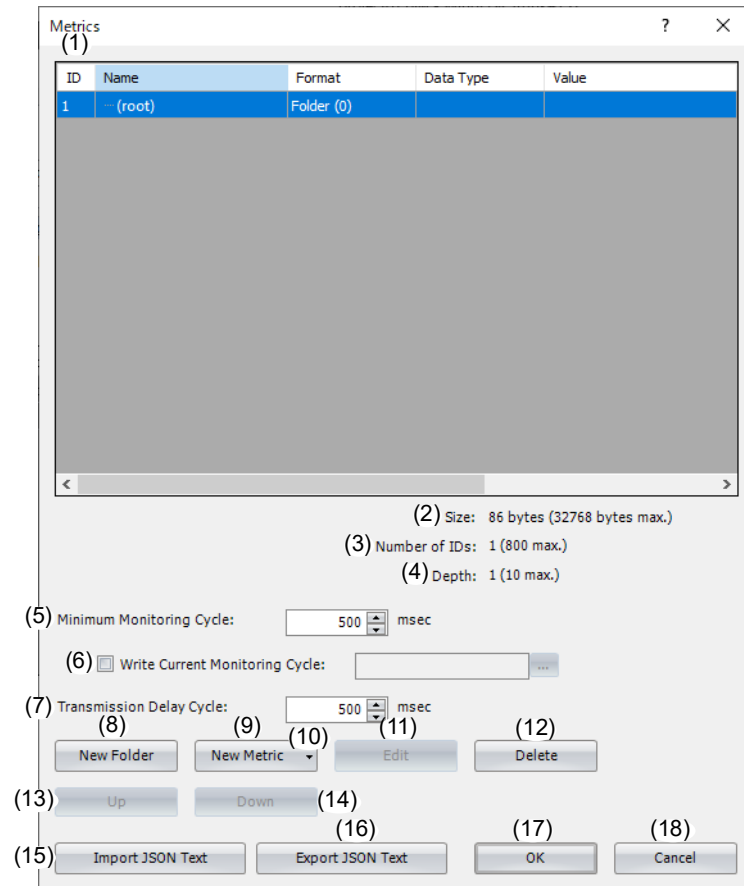 Metrics ? ×
(1)
ID Name Format Data Type Value
1 (root) Folder (0)
(2) Size: 86 bytes (32768 bytes max.)
(3) Number of IDs: 1 (800 max.)
(4) Depth: 1 (10 max.)
(5) Minimum Monitoring Cycle: 500 msec
(6) Write Current Monitoring Cycle: ...
(7) Transmission Delay Cycle: 500 msec
(8) (9) (10) (11) (12)
New Folder New Metric Edit Delete
(13) Up Down (14)
(16) (17) (18)
(15) Import JSON Text Export JSON Text OK Cancel